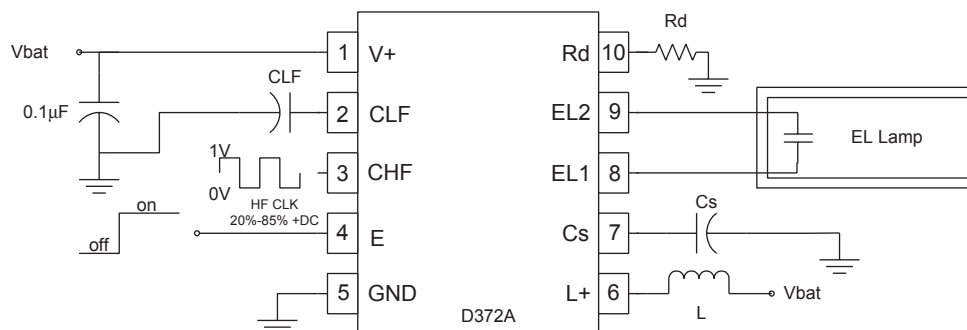 Vbat
0.1μF
CLF
1V
0V
HF CLK
20%-85% +DC
on
off
1 V+
2 CLF
3 CHF
4 E
5 GND
D372A
Rd 10
EL2 9
EL1 8
Cs 7
L+ 6
Rd
EL Lamp
Cs
L
Vbat